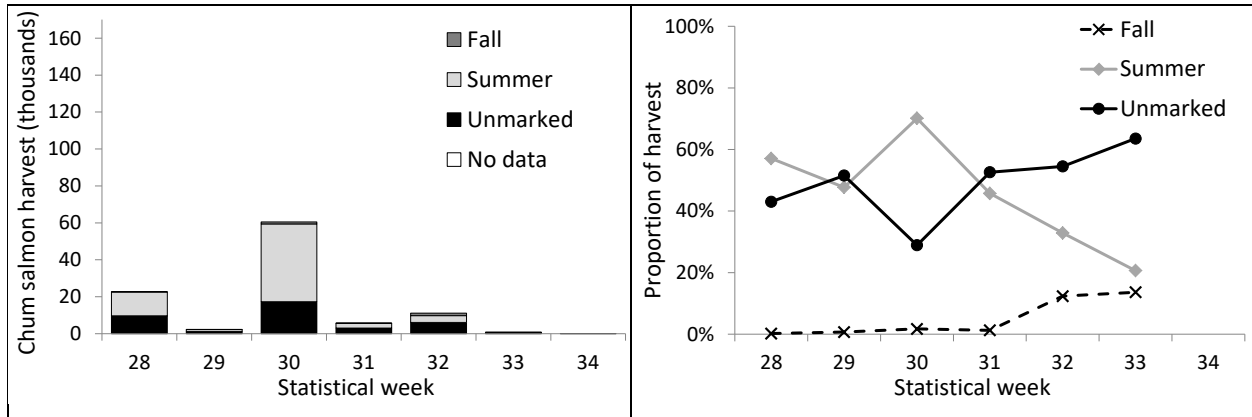 Chum salmon harvest (thousands)
160
140
120
100
80
60
40
20
0
Fall
Summer
Unmarked
No data
28 29 30 31 32 33 34
Statistical week
Proportion of harvest
100%
80%
60%
40%
20%
0%
Fall
Summer
Unmarked
28 29 30 31 32 33 34
Statistical week